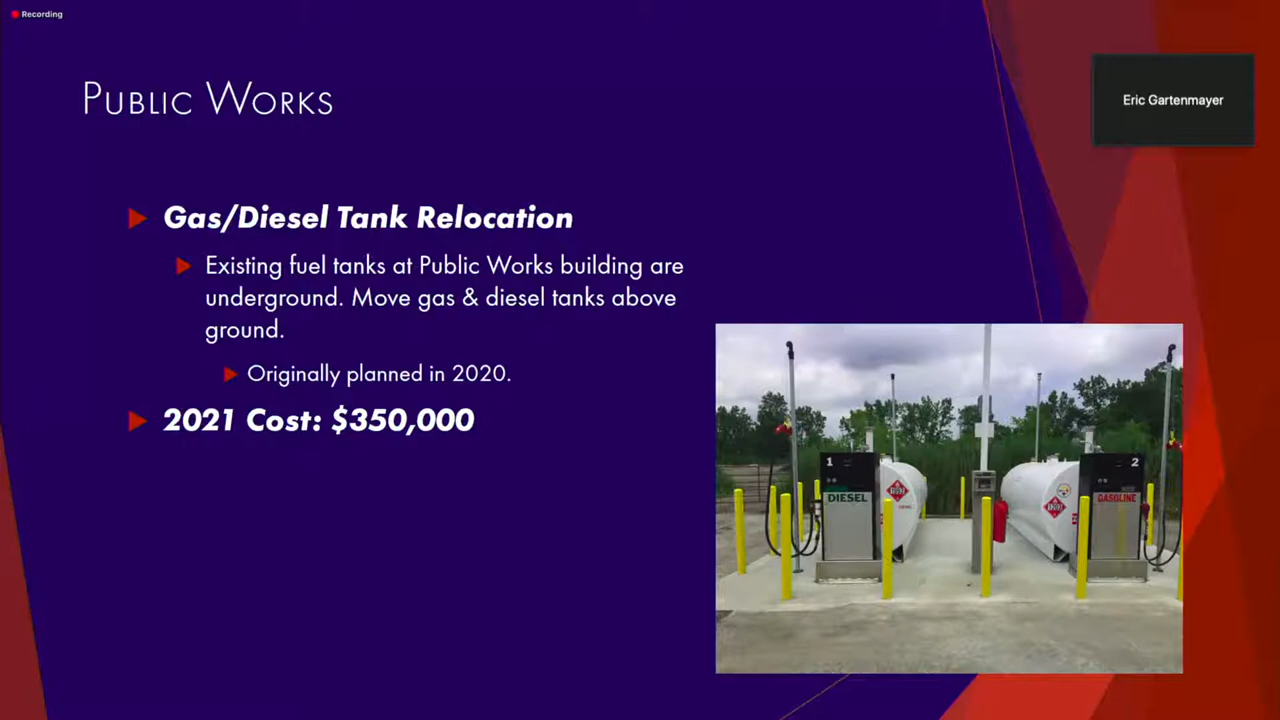 Recording
Public Works
Eric Gartenmayer
Gas/Diesel Tank Relocation
Existing fuel tanks at Public Works building are
underground. Move gas & diesel tanks above
ground.
Originally planned in 2020.
2021 Cost: $350,000
1
DIESEL
2
GASOLINE
1203